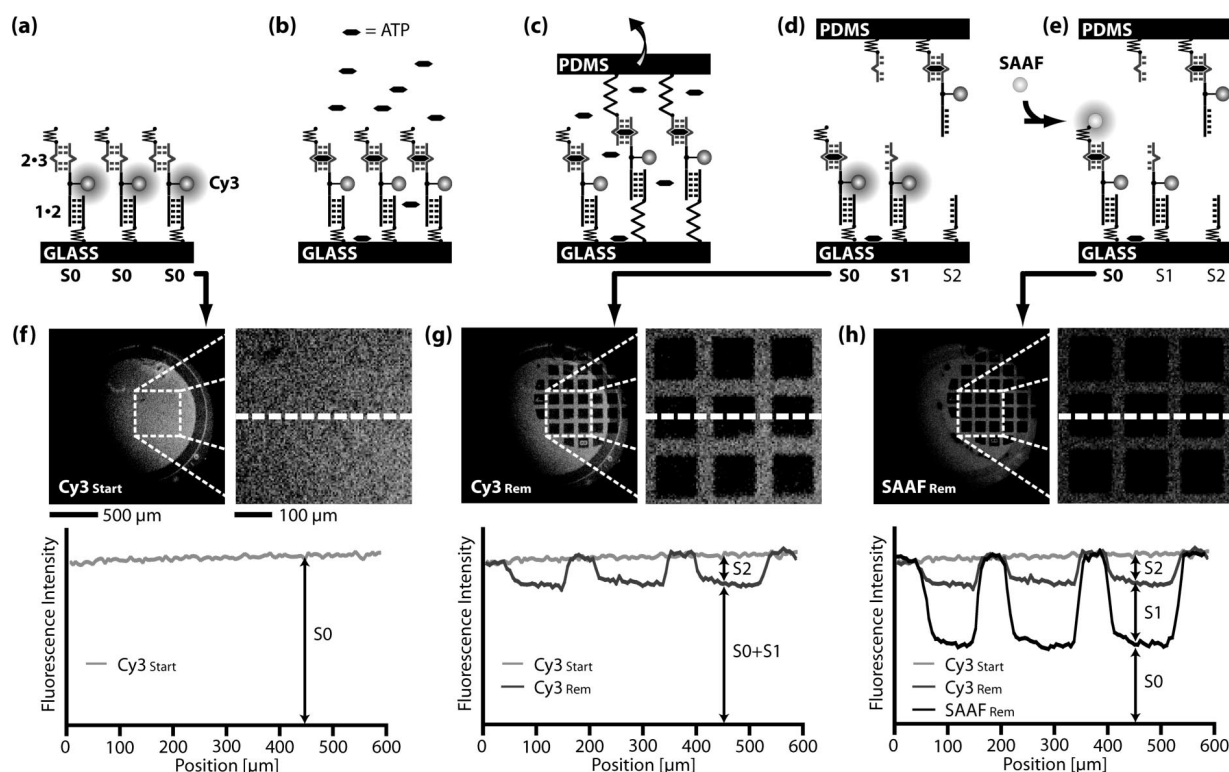 (a)
2•3
Cy3
1•2
GLASS
S0 S0 S0
(b)
= ATP
GLASS
(c)
PDMS
GLASS
(d)
PDMS
GLASS
S0 S1 S2
(e)
PDMS
SAAF
GLASS
S0 S1 S2
(f)
Cy3 Start
500 µm
100 µm
(g)
Cy3 Rem
(h)
SAAF Rem
Fluorescence Intensity
S0
Cy3 Start
0 100 200 300 400 500 600
Position [µm]
Fluorescence Intensity
S2
S0+S1
Cy3 Start
Cy3 Rem
0 100 200 300 400 500 600
Position [µm]
Fluorescence Intensity
S2
S1
S0
Cy3 Start
Cy3 Rem
SAAF Rem
0 100 200 300 400 500 600
Position [µm]